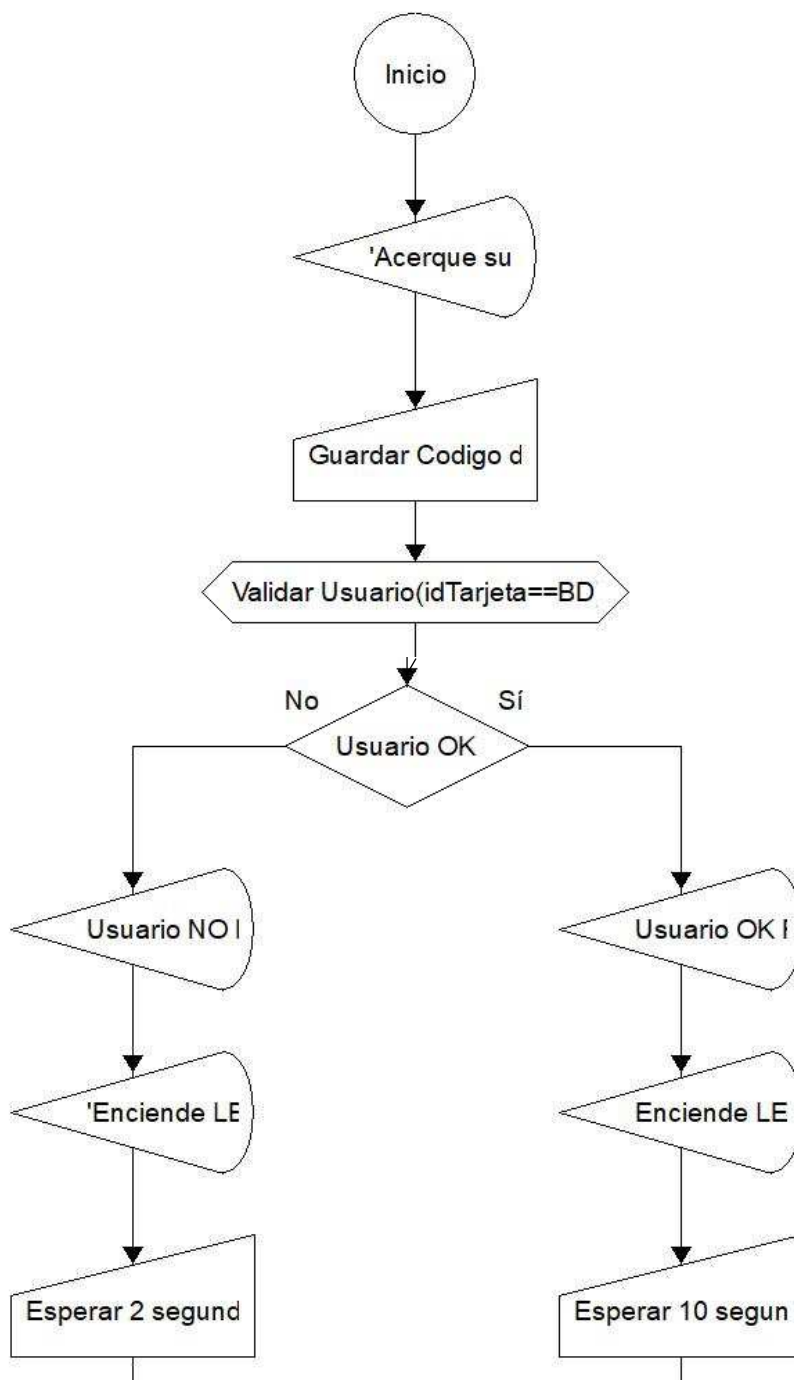 Inicio
'Acerque su
Guardar Codigo d
Validar Usuario(idTarjeta==BD
No
Sí
Usuario OK
Usuario NO
Usuario OK
'Enciende LE
Enciende LE
Esperar 2 segund
Esperar 10 segun